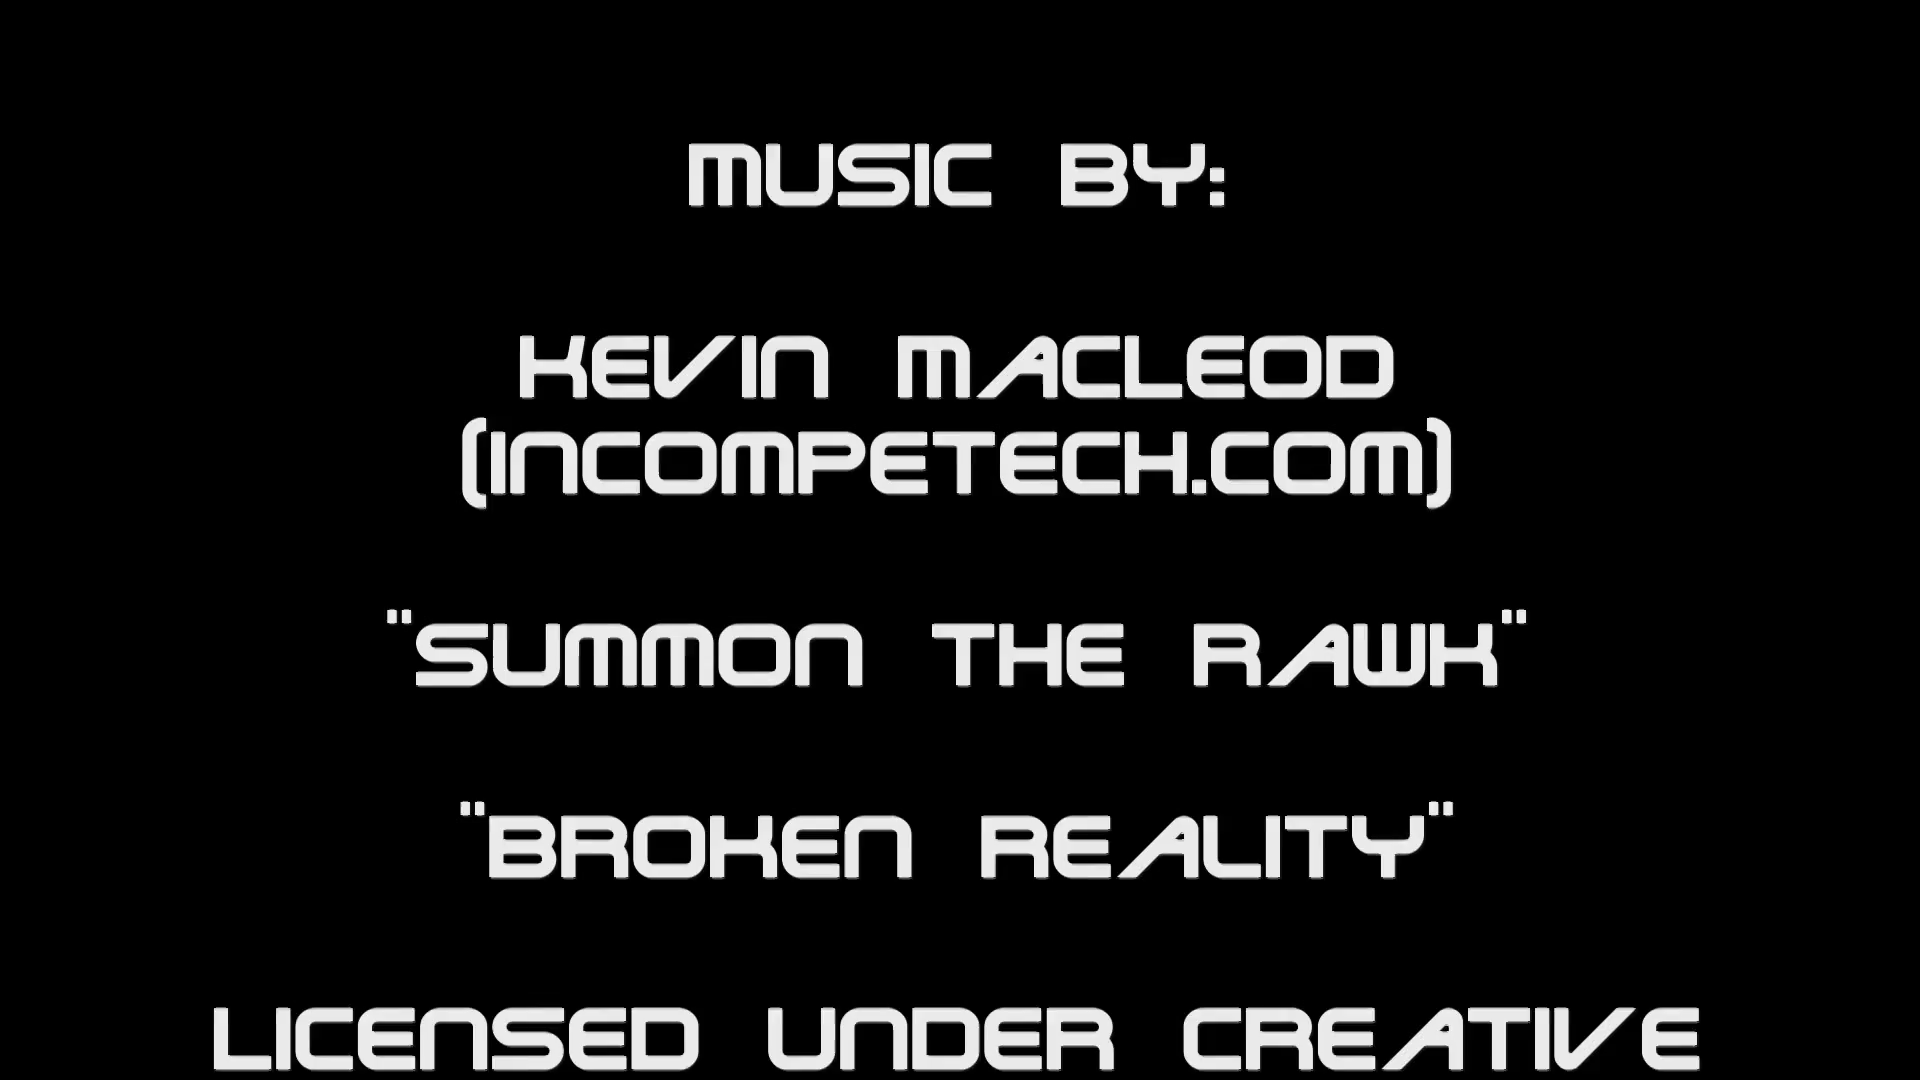 MUSIC BY:
KEVIN MACLEOD
(INCOMPETECH.COM)
"SUMMON THE RAWK"
"BROKEN REALITY"
LICENSED UNDER CREATIVE